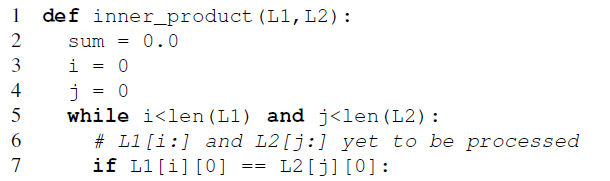 1 def inner_product(L1,L2):
2   sum = 0.0
3   i = 0
4   j = 0
5   while i<len(L1) and j<len(L2):
6     # L1[i:] and L2[j:] yet to be processed
7     if L1[i][0] == L2[j][0]: